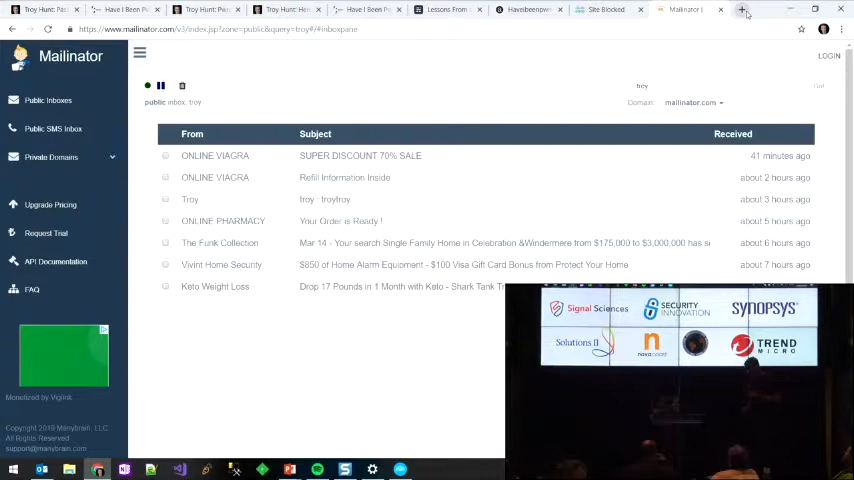 Troy Hunt: Pas
Have I Been P
Troy Hunt: Pw
Troy Hunt: He
Have I Been P
Lessons From
Haveibeenpw
Site Blocked
Mailinator |
https://www.mailinator.com/v3/index.jsp?zone=public&query=troy#/#inboxpane
Mailinator
LOGIN
Public Inboxes
Public SMS Inbox
Private Domains
Upgrade Pricing
Request Trial
API Documentation
FAQ
Monetized by Viglink
Copyright 2019 Manybrain, LLC
All Rights Reserved
support@manybrain.com
troy
Go!
public inbox. troy
Domain: mailinator.com
From Subject Received
ONLINE VIAGRA SUPER DISCOUNT 70% SALE 41 minutes ago
ONLINE VIAGRA Refill Information Inside about 2 hours ago
Troy troy : troytroy about 3 hours ago
ONLINE PHARMACY Your Order is Ready ! about 5 hours ago
The Funk Collection Mar 14 - Your search Single Family Home in Celebration &Windermere from $175,000 to $3,000,000 has s about 6 hours ago
Vivint Home Security $850 of Home Alarm Equipment - $100 Visa Gift Card Bonus from Protect Your Home about 7 hours ago
Keto Weight Loss Drop 17 Pounds in 1 Month with Keto - Shark Tank Tr
Signal Sciences
SECURITY INNOVATION
SYNOPSYS
Solutions II
novacoast
TREND MICRO